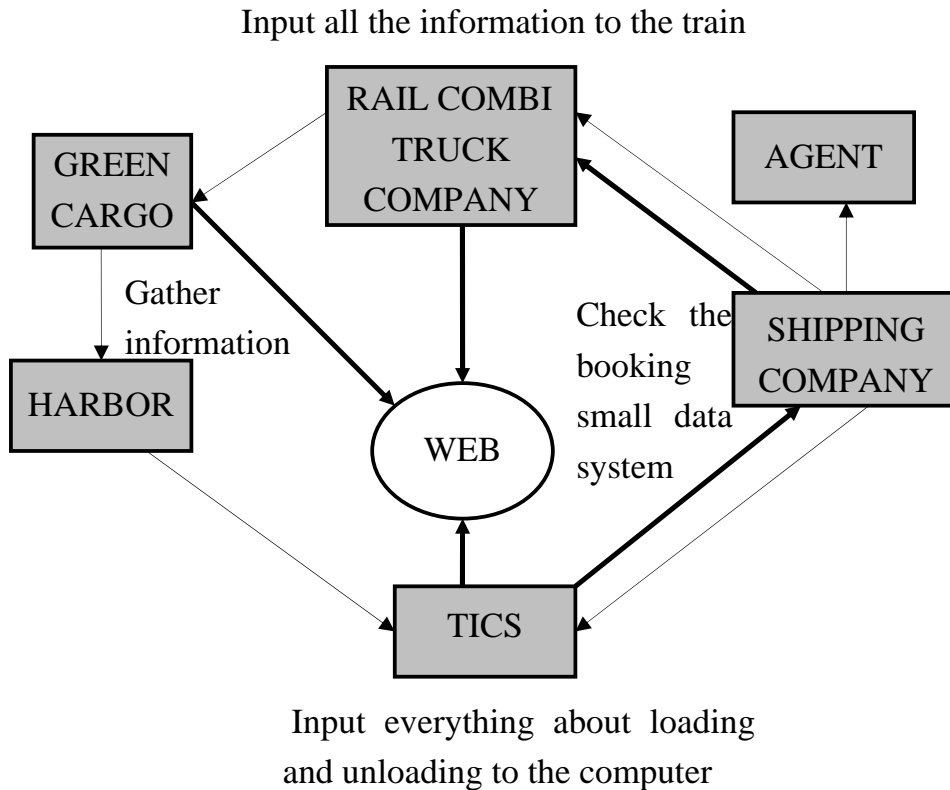 Input all the information to the train
RAIL COMBI
TRUCK
COMPANY
AGENT
GREEN
CARGO
Gather
information
Check the
booking
small data
system
SHIPPING
COMPANY
HARBOR
WEB
TICS
Input everything about loading
and unloading to the computer